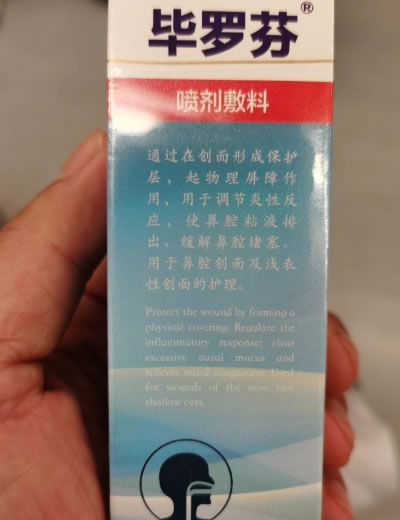 毕罗芬®
喷剂敷料
通过在创面形成保护
层，起物理屏障作
用，用于调节炎性反
应、使鼻腔粘液排
出、缓解鼻腔堵塞。
用于鼻腔创面及浅表
性创面的护理。
Protect the wound by forming a
physical covering. Regulate the
inflammatory response; clear
excessive nasal mucus and
relieves nasal congestion. Used
for wounds of the nose and
shallow cuts.